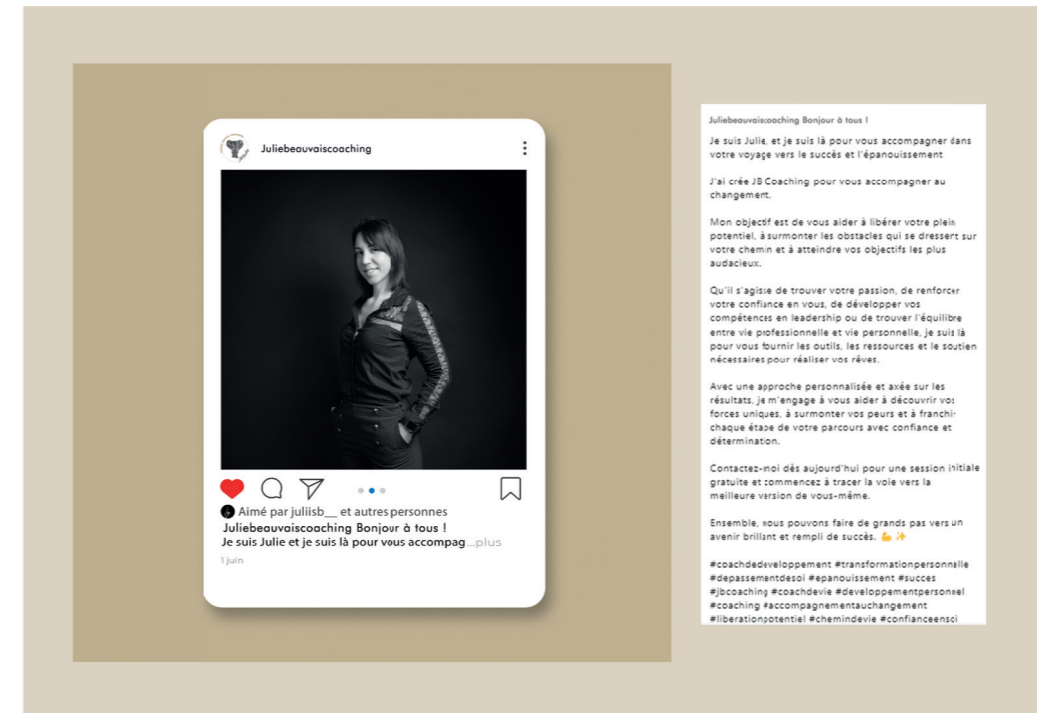 Juliebeauvaiscoaching
Aimé par juliisb__ et autres personnes
Juliebeauvaiscoaching Bonjour à tous !
Je suis Julie et je suis là pour vous accompag ...plus
1 juin
Juliebeauvaiscoaching Bonjour à tous !
Je suis Julie, et je suis là pour vous accompagner dans
votre voyage vers le succès et l'épanouissement
J'ai crée JB Coaching pour vous accompagner au
changement.
Mon objectif est de vous aider à libérer votre plein
potentiel, à surmonter les obstacles qui se dressent sur
votre chemin et à atteindre vos objectifs les plus
audacieux.
Qu'il s'agisse de trouver votre passion, de renforcer
votre confiance en vous, de développer vos
compétences en leadership ou de trouver l'équilibre
entre vie professionnelle et vie personnelle, je suis là
pour vous fournir les outils, les ressources et le soutien
nécessaires pour réaliser vos rêves.
Avec une approche personnalisée et axée sur les
résultats, je m'engage à vous aider à découvrir vos
forces uniques, à surmonter vos peurs et à franchir
chaque étape de votre parcours avec confiance et
détermination.
Contactez-moi dès aujourd'hui pour une session initiale
gratuite et commencez à tracer la voie vers la
meilleure version de vous-même.
Ensemble, nous pouvons faire de grands pas vers un
avenir brillant et rempli de succès. 💪 ✨
#coachdedeveloppement #transformationpersonnelle
#depassementdesoi #epanouissement #succes
#jbcoaching #coachdevie #developpementpersonnel
#coaching #accompagnementauchangement
#liberationpotentiel #chemindevie #confianceensoi